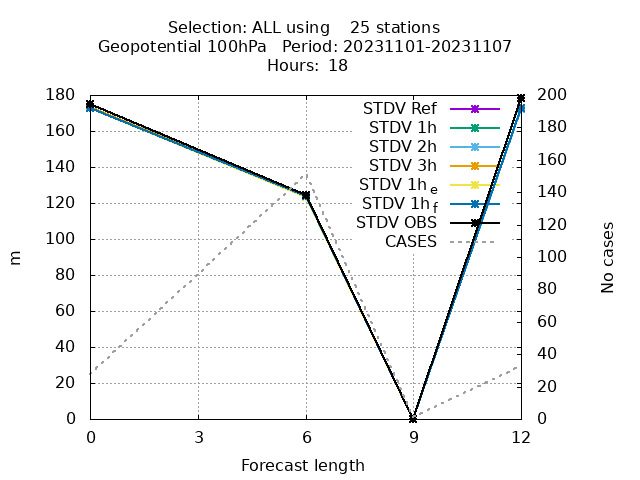 Selection: ALL using    25 stations
Geopotential 100hPa   Period: 20231101-20231107
Hours: 18
STDV Ref
STDV 1h
STDV 2h
STDV 3h
STDV 1h e
STDV 1h f
STDV OBS
CASES
180
160
140
120
100
80
60
40
20
0
m
200
180
160
140
120
100
80
60
40
20
0
No cases
0 3 6 9 12
Forecast length